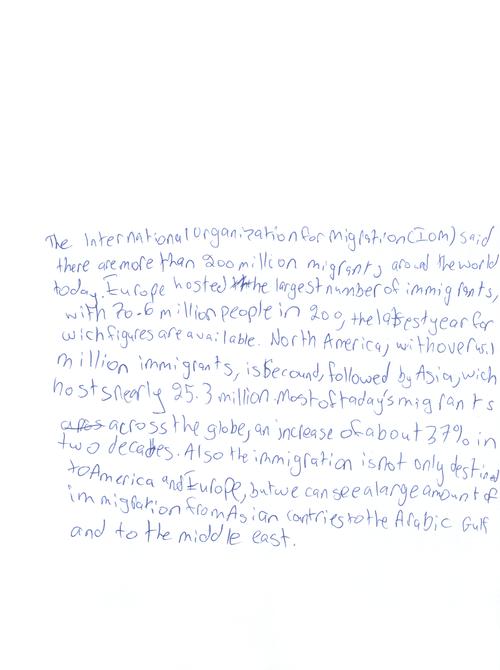 The International Organization for Migration (IOM) said
there are more than 200 million migrants around the world
today. Europe hosted the largest number of immigrants,
with 70.6 million people in 200, the latest year for
wich figures are available. North America, with over
million immigrants, is Secound, followed by Asia, wich
hosts nearly 25.3 million. Most of today's migrants
across the globe, an increase of about 37% in
two decades. Also the immigration is not only destined
to America and Europe, but we can see a large amount of
immigration from Asian contries to the Arabic Gulf
and to the middle east.